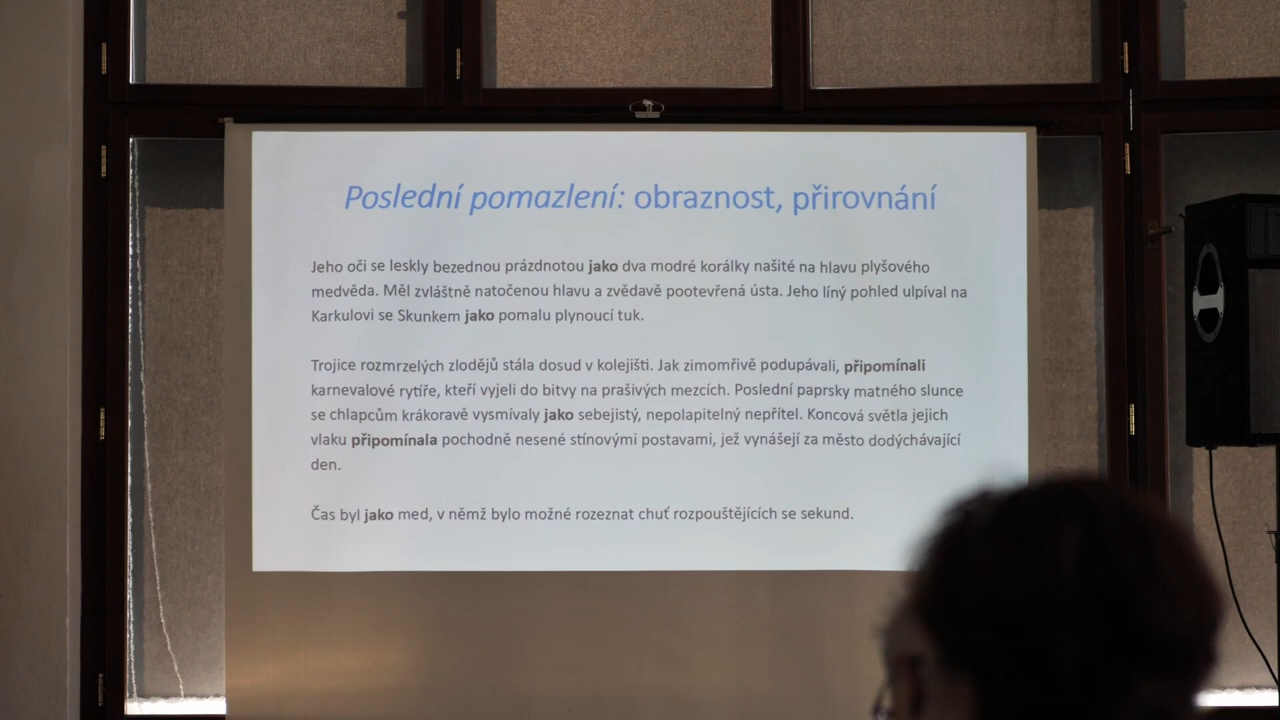 Poslední pomazlení: obraznost, přirovnání
Jeho oči se leskly bezednou prázdnotou jako dva modré korálky našité na hlavu plyšového
medvěda. Měl zvláštně natočenou hlavu a zvědavě pootevřená ústa. Jeho líný pohled ulpíval na
Karkulovi se Skunkem jako pomalu plynoucí tuk.
Trojice rozmrzelých zlodějů stála dosud v kolejišti. Jak zimomřivě podupávali, připomínali
karnevalové rytíře, kteří vyjeli do bitvy na prašivých mezcích. Poslední paprsky matného slunce
se chlapcům krákoravě vysmívaly jako sebejistý, nepolapitelný nepřítel. Koncová světla jejich
vlaku připomínala pochodně nesené stínovými postavami, jež vynášejí za město dodýchávající
den.
Čas byl jako med, v němž bylo možné rozeznat chuť rozpouštějících se sekund.